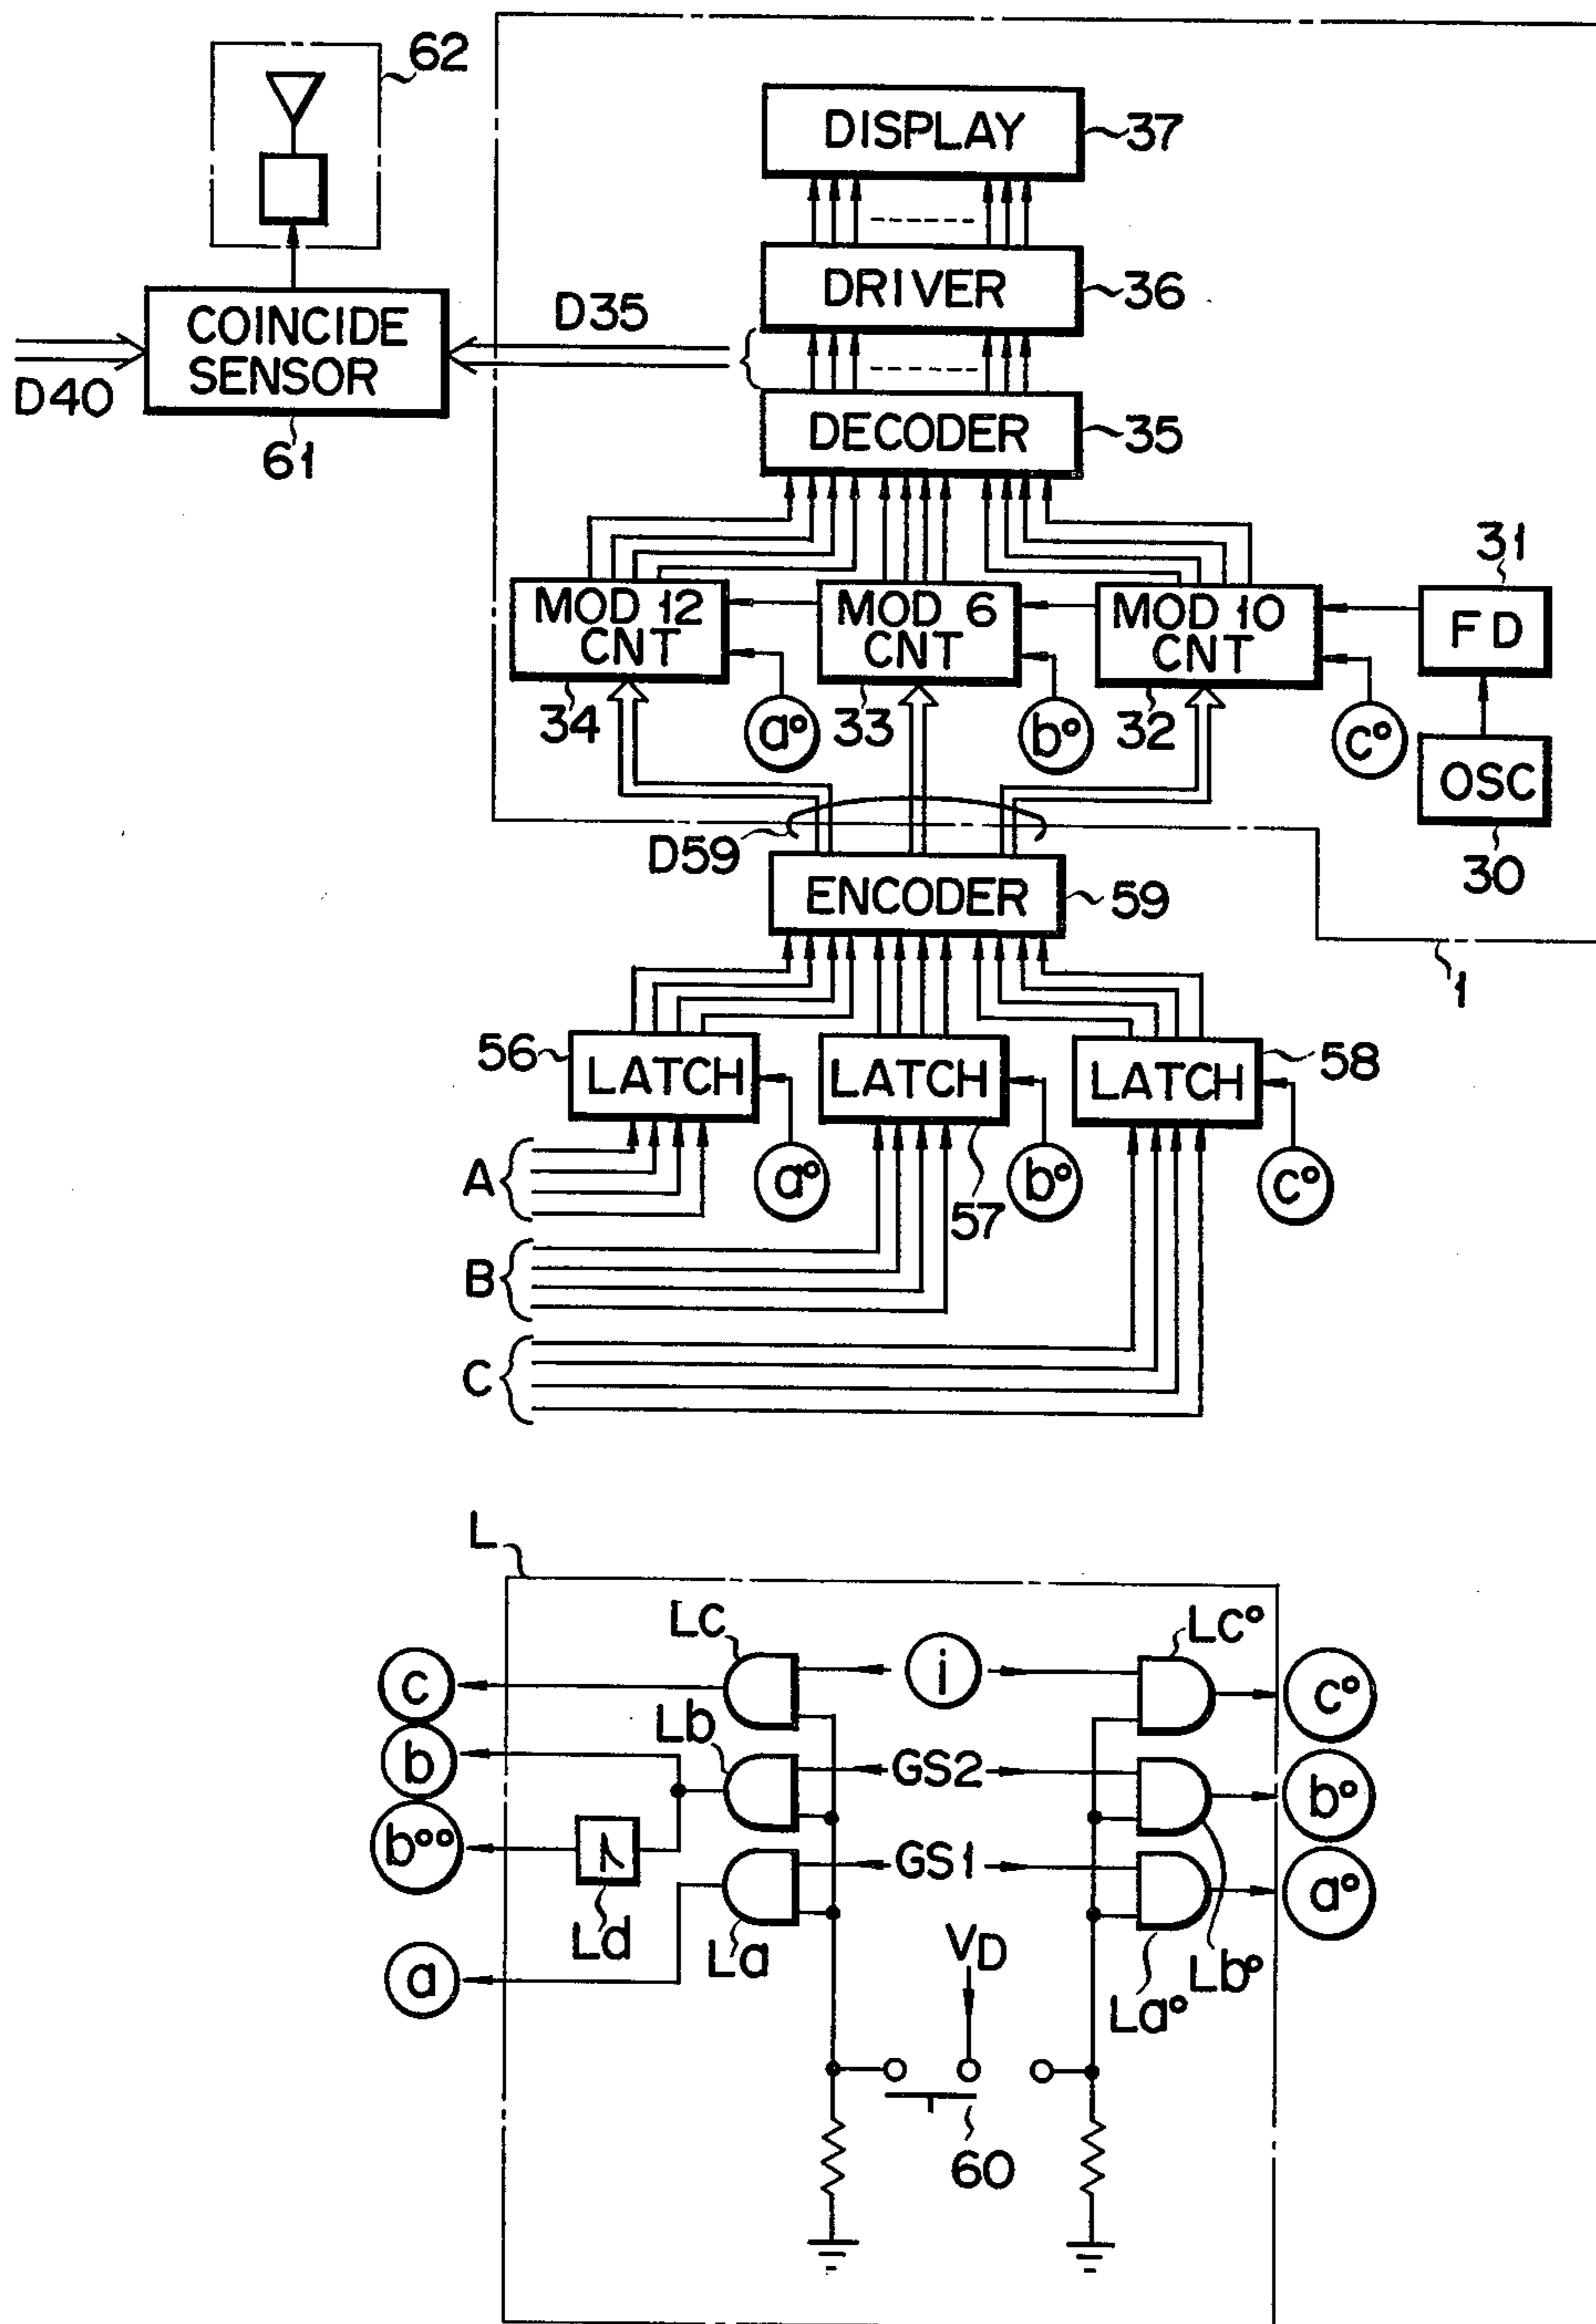 62
DISPLAY
37
DRIVER
36
D35
COINCIDE
SENSOR
D40
61
DECODER
35
MOD 12
CNT
34
MOD 6
CNT
33
MOD 10
CNT
32
31
FD
a°
b°
c°
OSC
30
D59
ENCODER
59
1
56
LATCH
LATCH
57
LATCH
58
a°
b°
c°
A
B
C
L
Lc
i
Lc°
c
c°
Lb
b
GS2
b°
b°°
GS1
a°
Ld
La
VD
Lb°
La°
a
60